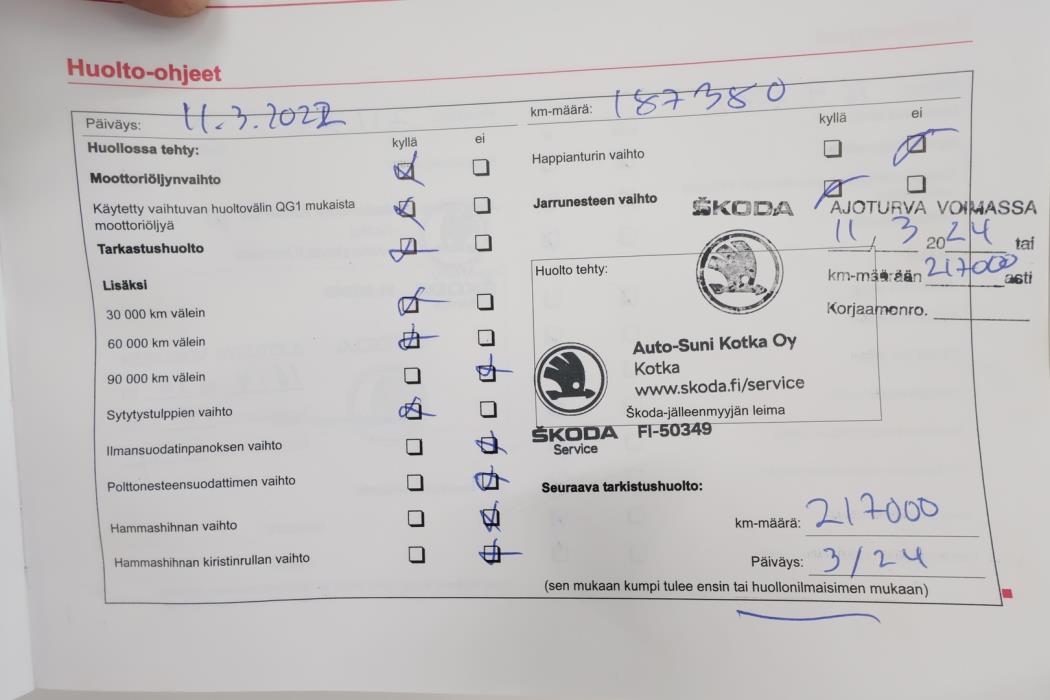 Huolto-ohjeet
Päiväys: 11.3.2022
km-määrä: 187380
Huollossa tehty: kyllä ei
Moottoriöljynvaihto
Käytetty vaihtuvan huoltovälin QG1 mukaista
moottoriöljyä
Tarkastushuolto
Lisäksi
30 000 km välein
60 000 km välein
90 000 km välein
Sytytystulppien vaihto
Ilmansuodatinpanoksen vaihto
Polttonesteensuodattimen vaihto
Hammashihnan vaihto
Hammashihnan kiristinrullan vaihto
kyllä ei
Happianturin vaihto
Jarrunesteen vaihto
ŠKODA AJOTURVA VOIMASSA
11 / 3 2024 tai
km-määrään 217000 asti
Korjaamonro.
Huolto tehty:
Auto-Suni Kotka Oy
Kotka
www.skoda.fi/service
Škoda-jälleenmyyjän leima
ŠKODA FI-50349
Service
Seuraava tarkistushuolto:
km-määrä: 217000
Päiväys: 3/24
(sen mukaan kumpi tulee ensin tai huollonilmaisimen mukaan)